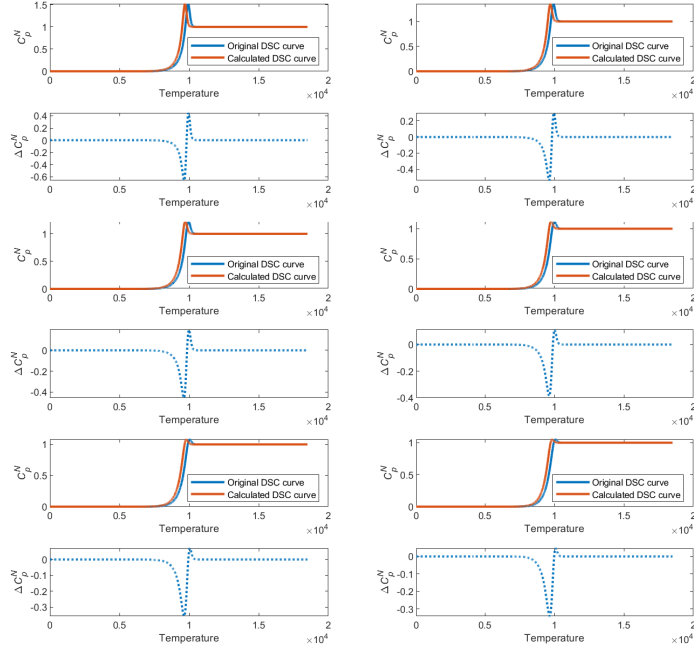 1.5
1
0.5
0
C_p^N
Original DSC curve
Calculated DSC curve
0 0.5 1 1.5 2
Temperature ×10^4
1
0.5
0
C_p^N
Original DSC curve
Calculated DSC curve
0 0.5 1 1.5 2
Temperature ×10^4
0.4
0.2
0
-0.2
-0.4
-0.6
Δ C_p^N
0 0.5 1 1.5 2
Temperature ×10^4
0.2
0
-0.2
-0.4
Δ C_p^N
0 0.5 1 1.5 2
Temperature ×10^4
1
0.5
0
C_p^N
Original DSC curve
Calculated DSC curve
0 0.5 1 1.5 2
Temperature ×10^4
1
0.5
0
C_p^N
Original DSC curve
Calculated DSC curve
0 0.5 1 1.5 2
Temperature ×10^4
0
-0.2
-0.4
Δ C_p^N
0 0.5 1 1.5 2
Temperature ×10^4
0
-0.2
-0.4
Δ C_p^N
0 0.5 1 1.5 2
Temperature ×10^4
1
0.5
0
C_p^N
Original DSC curve
Calculated DSC curve
0 0.5 1 1.5 2
Temperature ×10^4
1
0.5
0
C_p^N
Original DSC curve
Calculated DSC curve
0 0.5 1 1.5 2
Temperature ×10^4
0
-0.1
-0.2
-0.3
Δ C_p^N
0 0.5 1 1.5 2
Temperature ×10^4
0
-0.1
-0.2
-0.3
Δ C_p^N
0 0.5 1 1.5 2
Temperature ×10^4